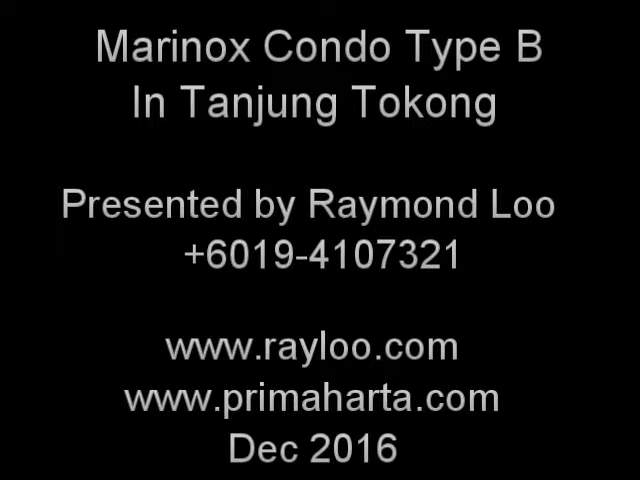 Marinox Condo Type B
In Tanjung Tokong
Presented by Raymond Loo
+6019-4107321
www.rayloo.com
www.primaharta.com
Dec 2016